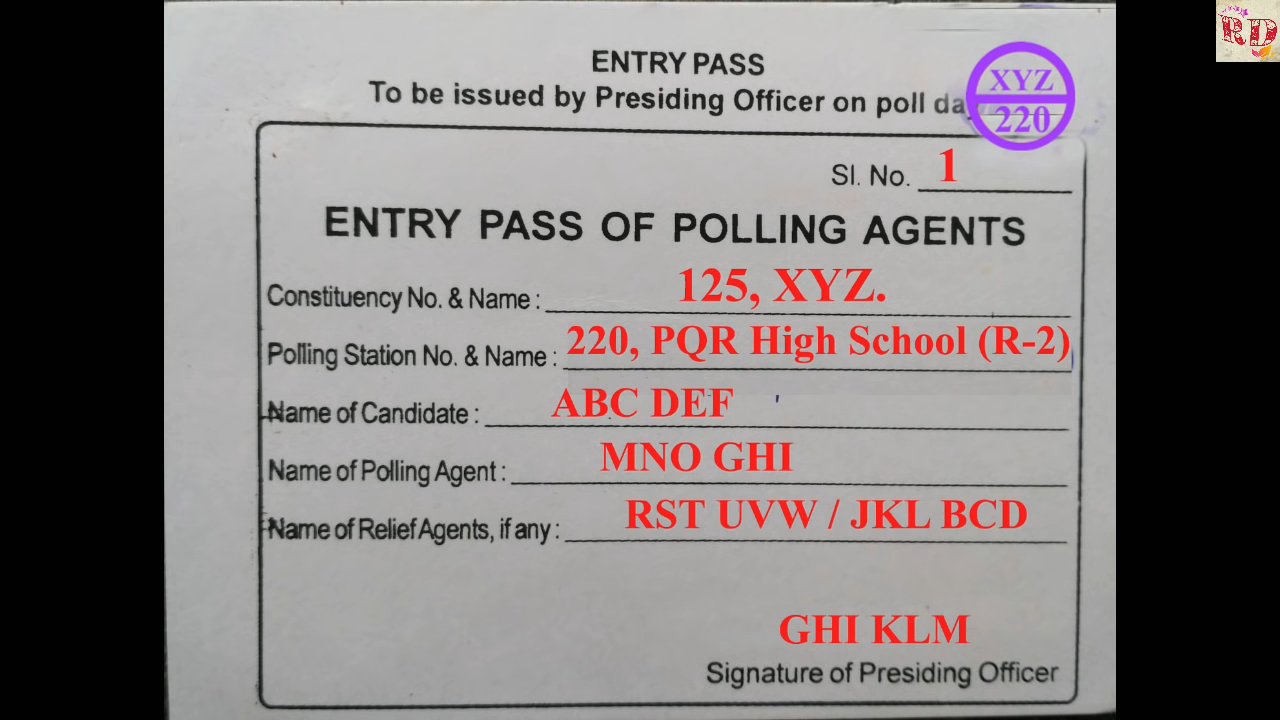 RD
ENTRY PASS
To be issued by Presiding Officer on poll day
XYZ
220
Sl. No. 1
ENTRY PASS OF POLLING AGENTS
Constituency No. & Name : 125, XYZ.
Polling Station No. & Name : 220, PQR High School (R-2)
Name of Candidate : ABC DEF
Name of Polling Agent : MNO GHI
Name of Relief Agents, if any : RST UVW / JKL BCD
GHI KLM
Signature of Presiding Officer